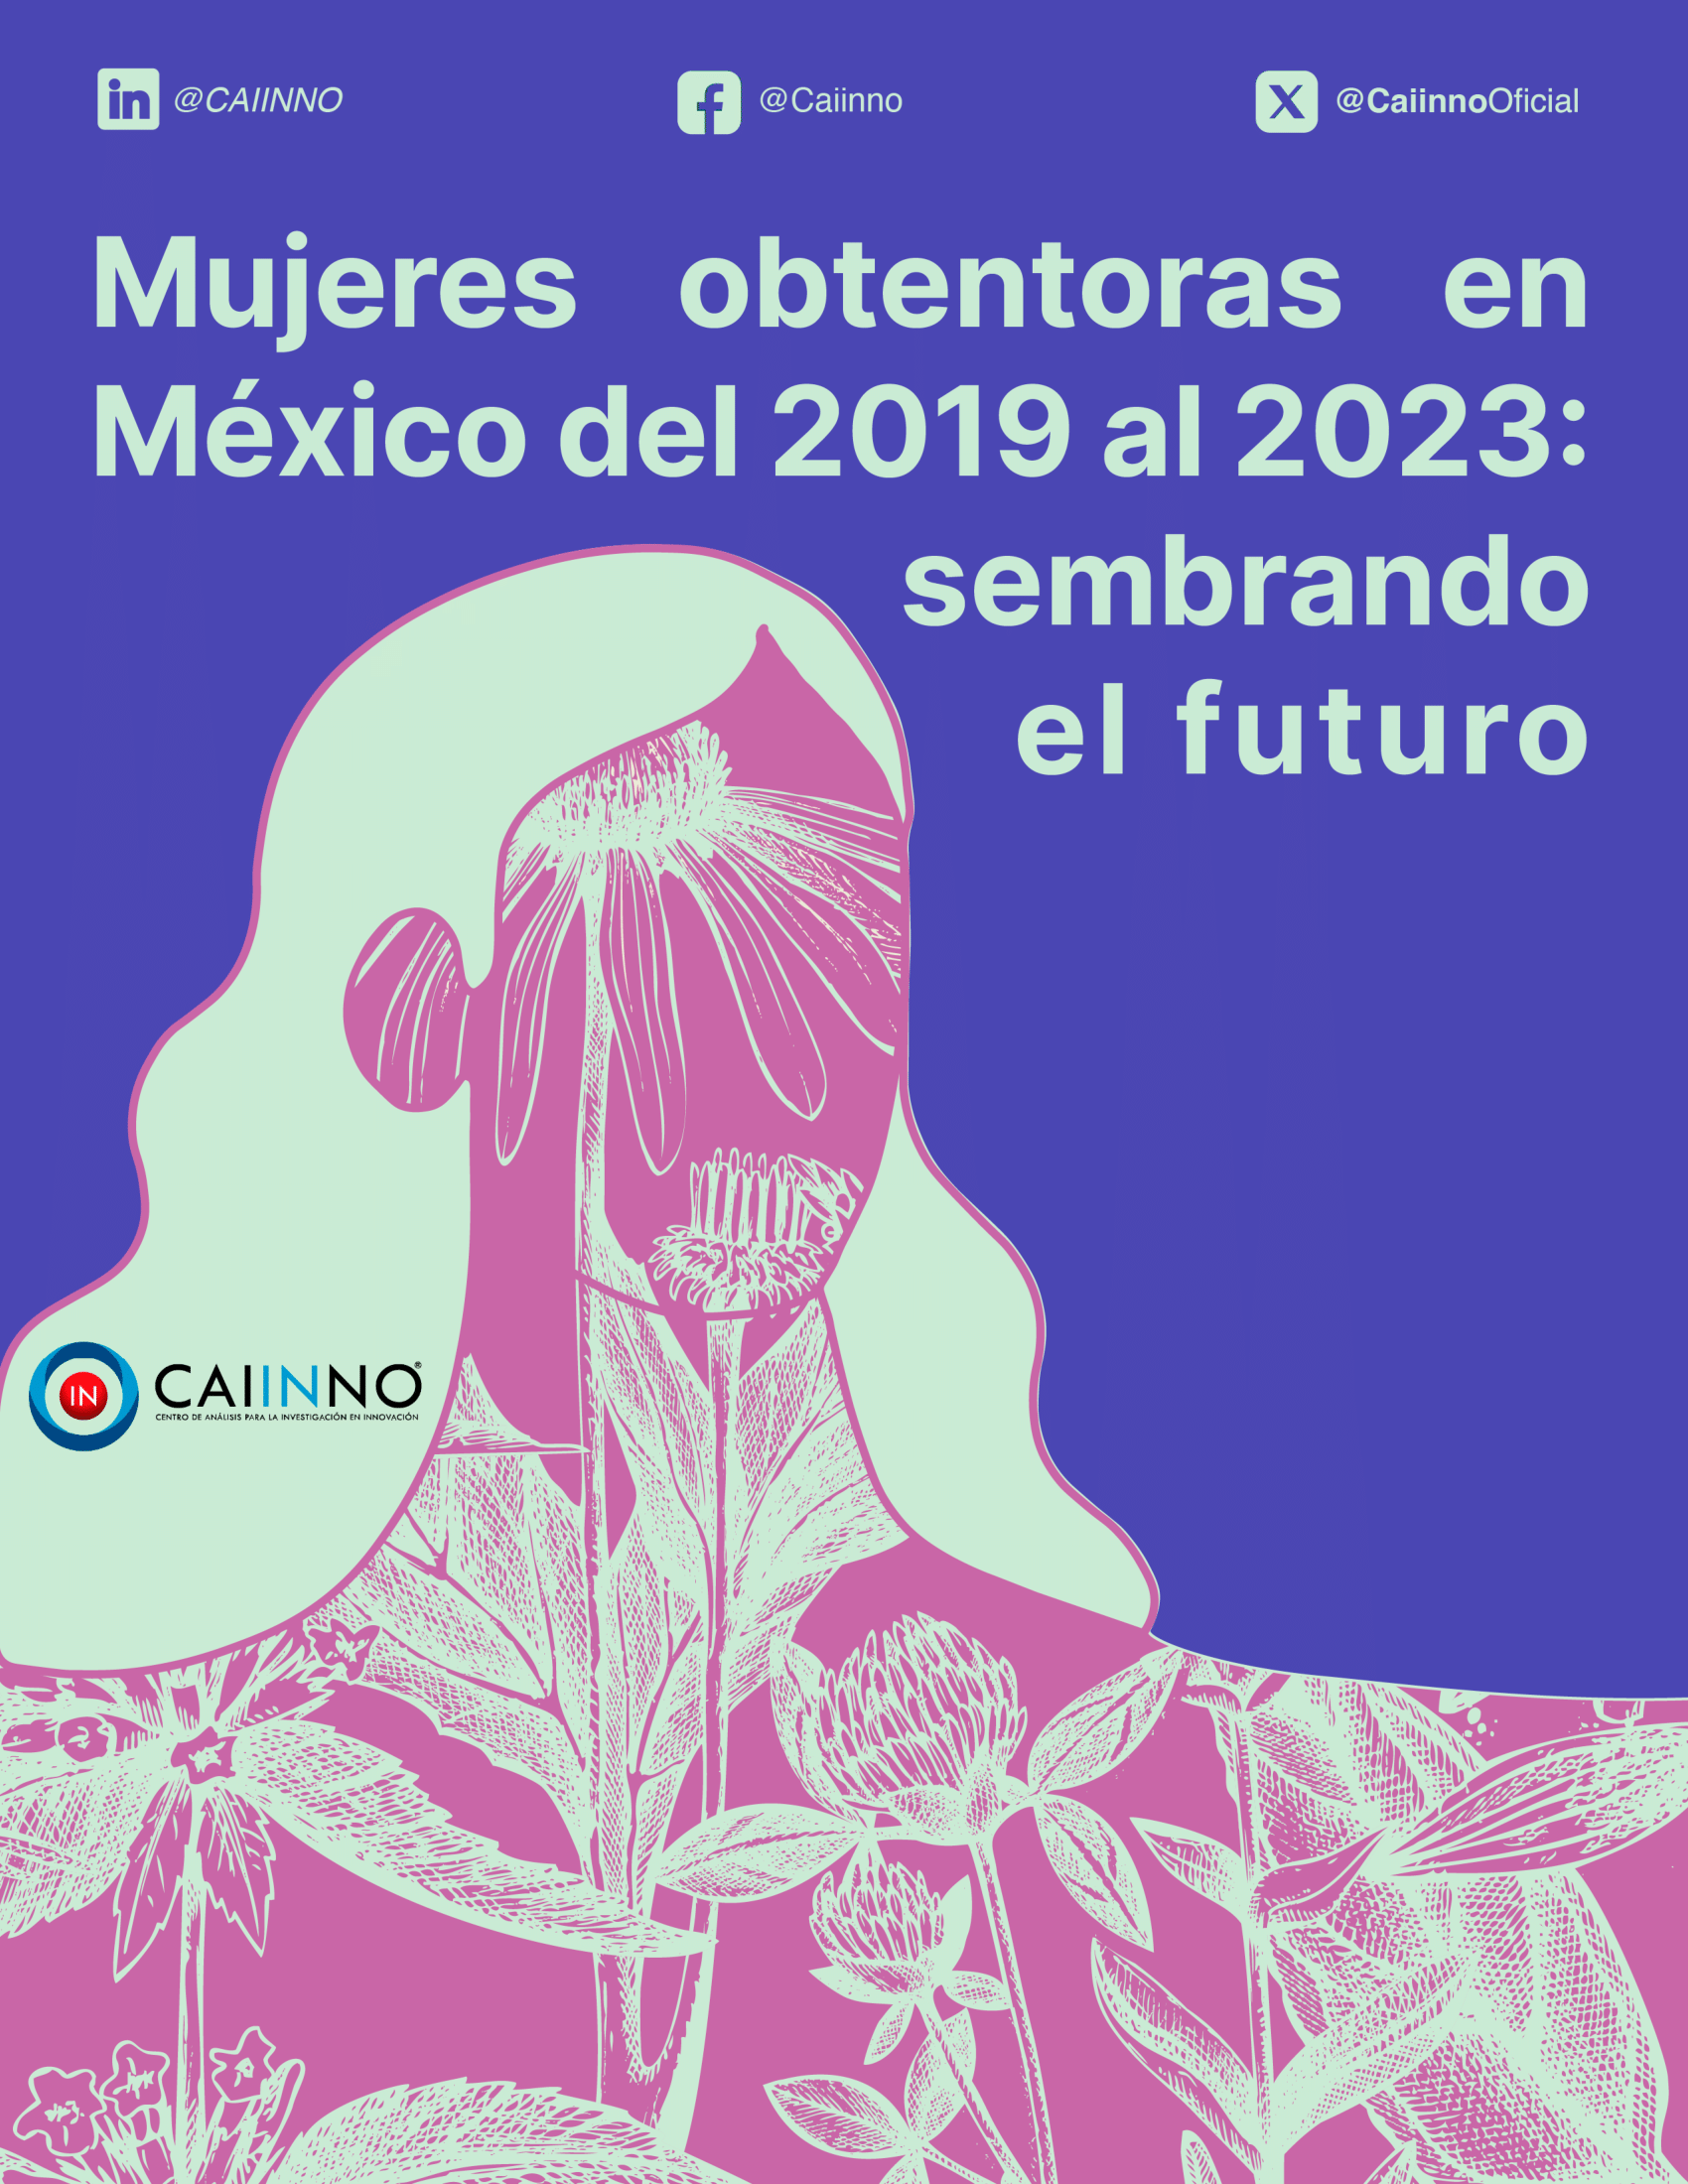 @CAIINNO
@Caiinno
@CaiinnoOficial
Mujeres obtentoras en
México del 2019 al 2023:
sembrando
el futuro
IN
CAIINNO®
CENTRO DE ANÁLISIS PARA LA INVESTIGACIÓN EN INNOVACIÓN